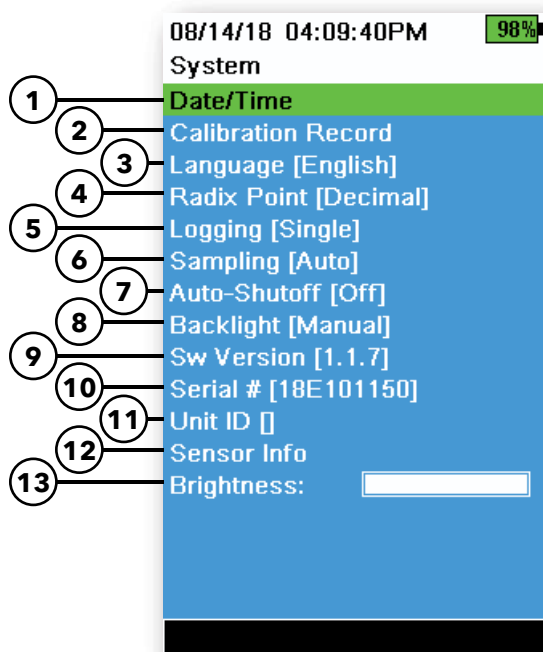 08/14/18 04:09:40PM 98%
System
1 Date/Time
2 Calibration Record
3 Language [English]
4 Radix Point [Decimal]
5 Logging [Single]
6 Sampling [Auto]
7 Auto-Shutoff [Off]
8 Backlight [Manual]
9 Sw Version [1.1.7]
10 Serial # [18E101150]
11 Unit ID []
12 Sensor Info
13 Brightness: